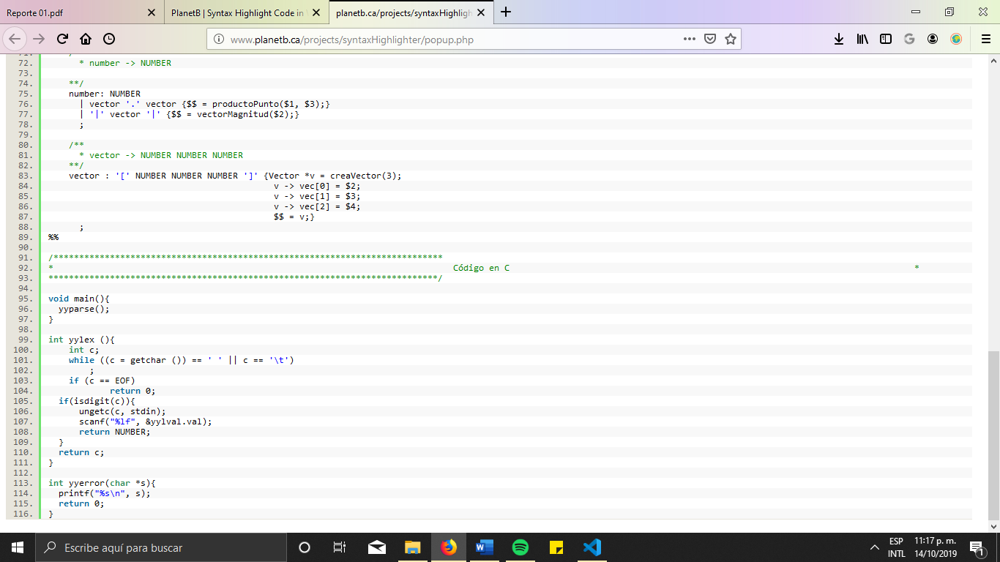 Reporte 01.pdf
PlanetB | Syntax Highlight Code in
planetb.ca/projects/syntaxHighligh
www.planetb.ca/projects/syntaxHighlighter/popup.php
71. /
72. * number -> NUMBER
73.
74. **/
75. number: NUMBER
76. | vector '.' vector {$$ = productoPunto($1, $3);}
77. | '|' vector '|' {$$ = vectorMagnitud($2);}
78. ;
79.
80. /**
81. * vector -> NUMBER NUMBER NUMBER
82. **/
83. vector : '[' NUMBER NUMBER NUMBER ']' {Vector *v = creaVector(3);
84. v -> vec[0] = $2;
85. v -> vec[1] = $3;
86. v -> vec[2] = $4;
87. $$ = v;}
88. ;
89. %%
90.
91. /****************************************************************************
92. * Código en C *
93. ****************************************************************************/
94.
95. void main(){
96. yyparse();
97. }
98.
99. int yylex (){
100. int c;
101. while ((c = getchar ()) == ' ' || c == '\t')
102. ;
103. if (c == EOF)
104. return 0;
105. if(isdigit(c)){
106. ungetc(c, stdin);
107. scanf("%lf", &yylval.val);
108. return NUMBER;
109. }
110. return c;
111. }
112.
113. int yyerror(char *s){
114. printf("%s\n", s);
115. return 0;
116. }
Escribe aquí para buscar
ESP
INTL
11:17 p. m.
14/10/2019
1